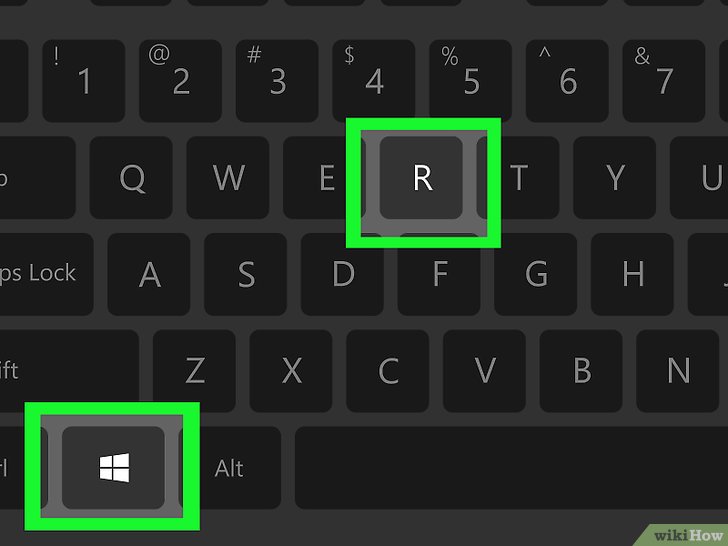 ! @ # $ % ^ &
1 2 3 4 5 6 7
p Q W E R T Y U
ps Lock A S D F G H
ift Z X C V B N
rl Alt
wikiHow